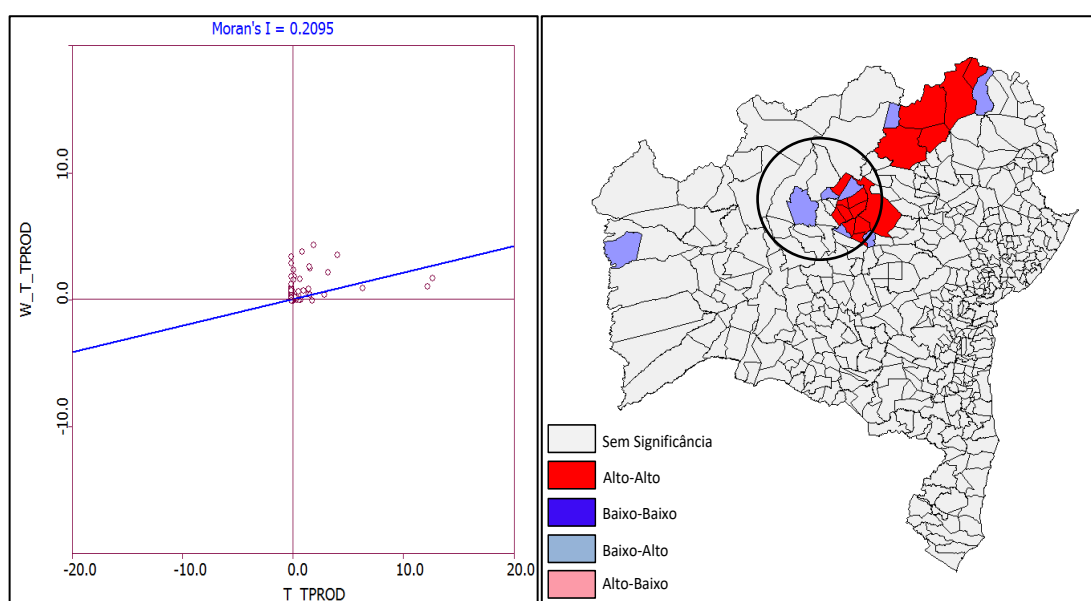 Moran's I = 0.2095
W_T_TPROD
10.0
0.0
-10.0
-20.0
-10.0
0.0
10.0
20.0
T_TPROD
Sem Significância
Alto-Alto
Baixo-Baixo
Baixo-Alto
Alto-Baixo